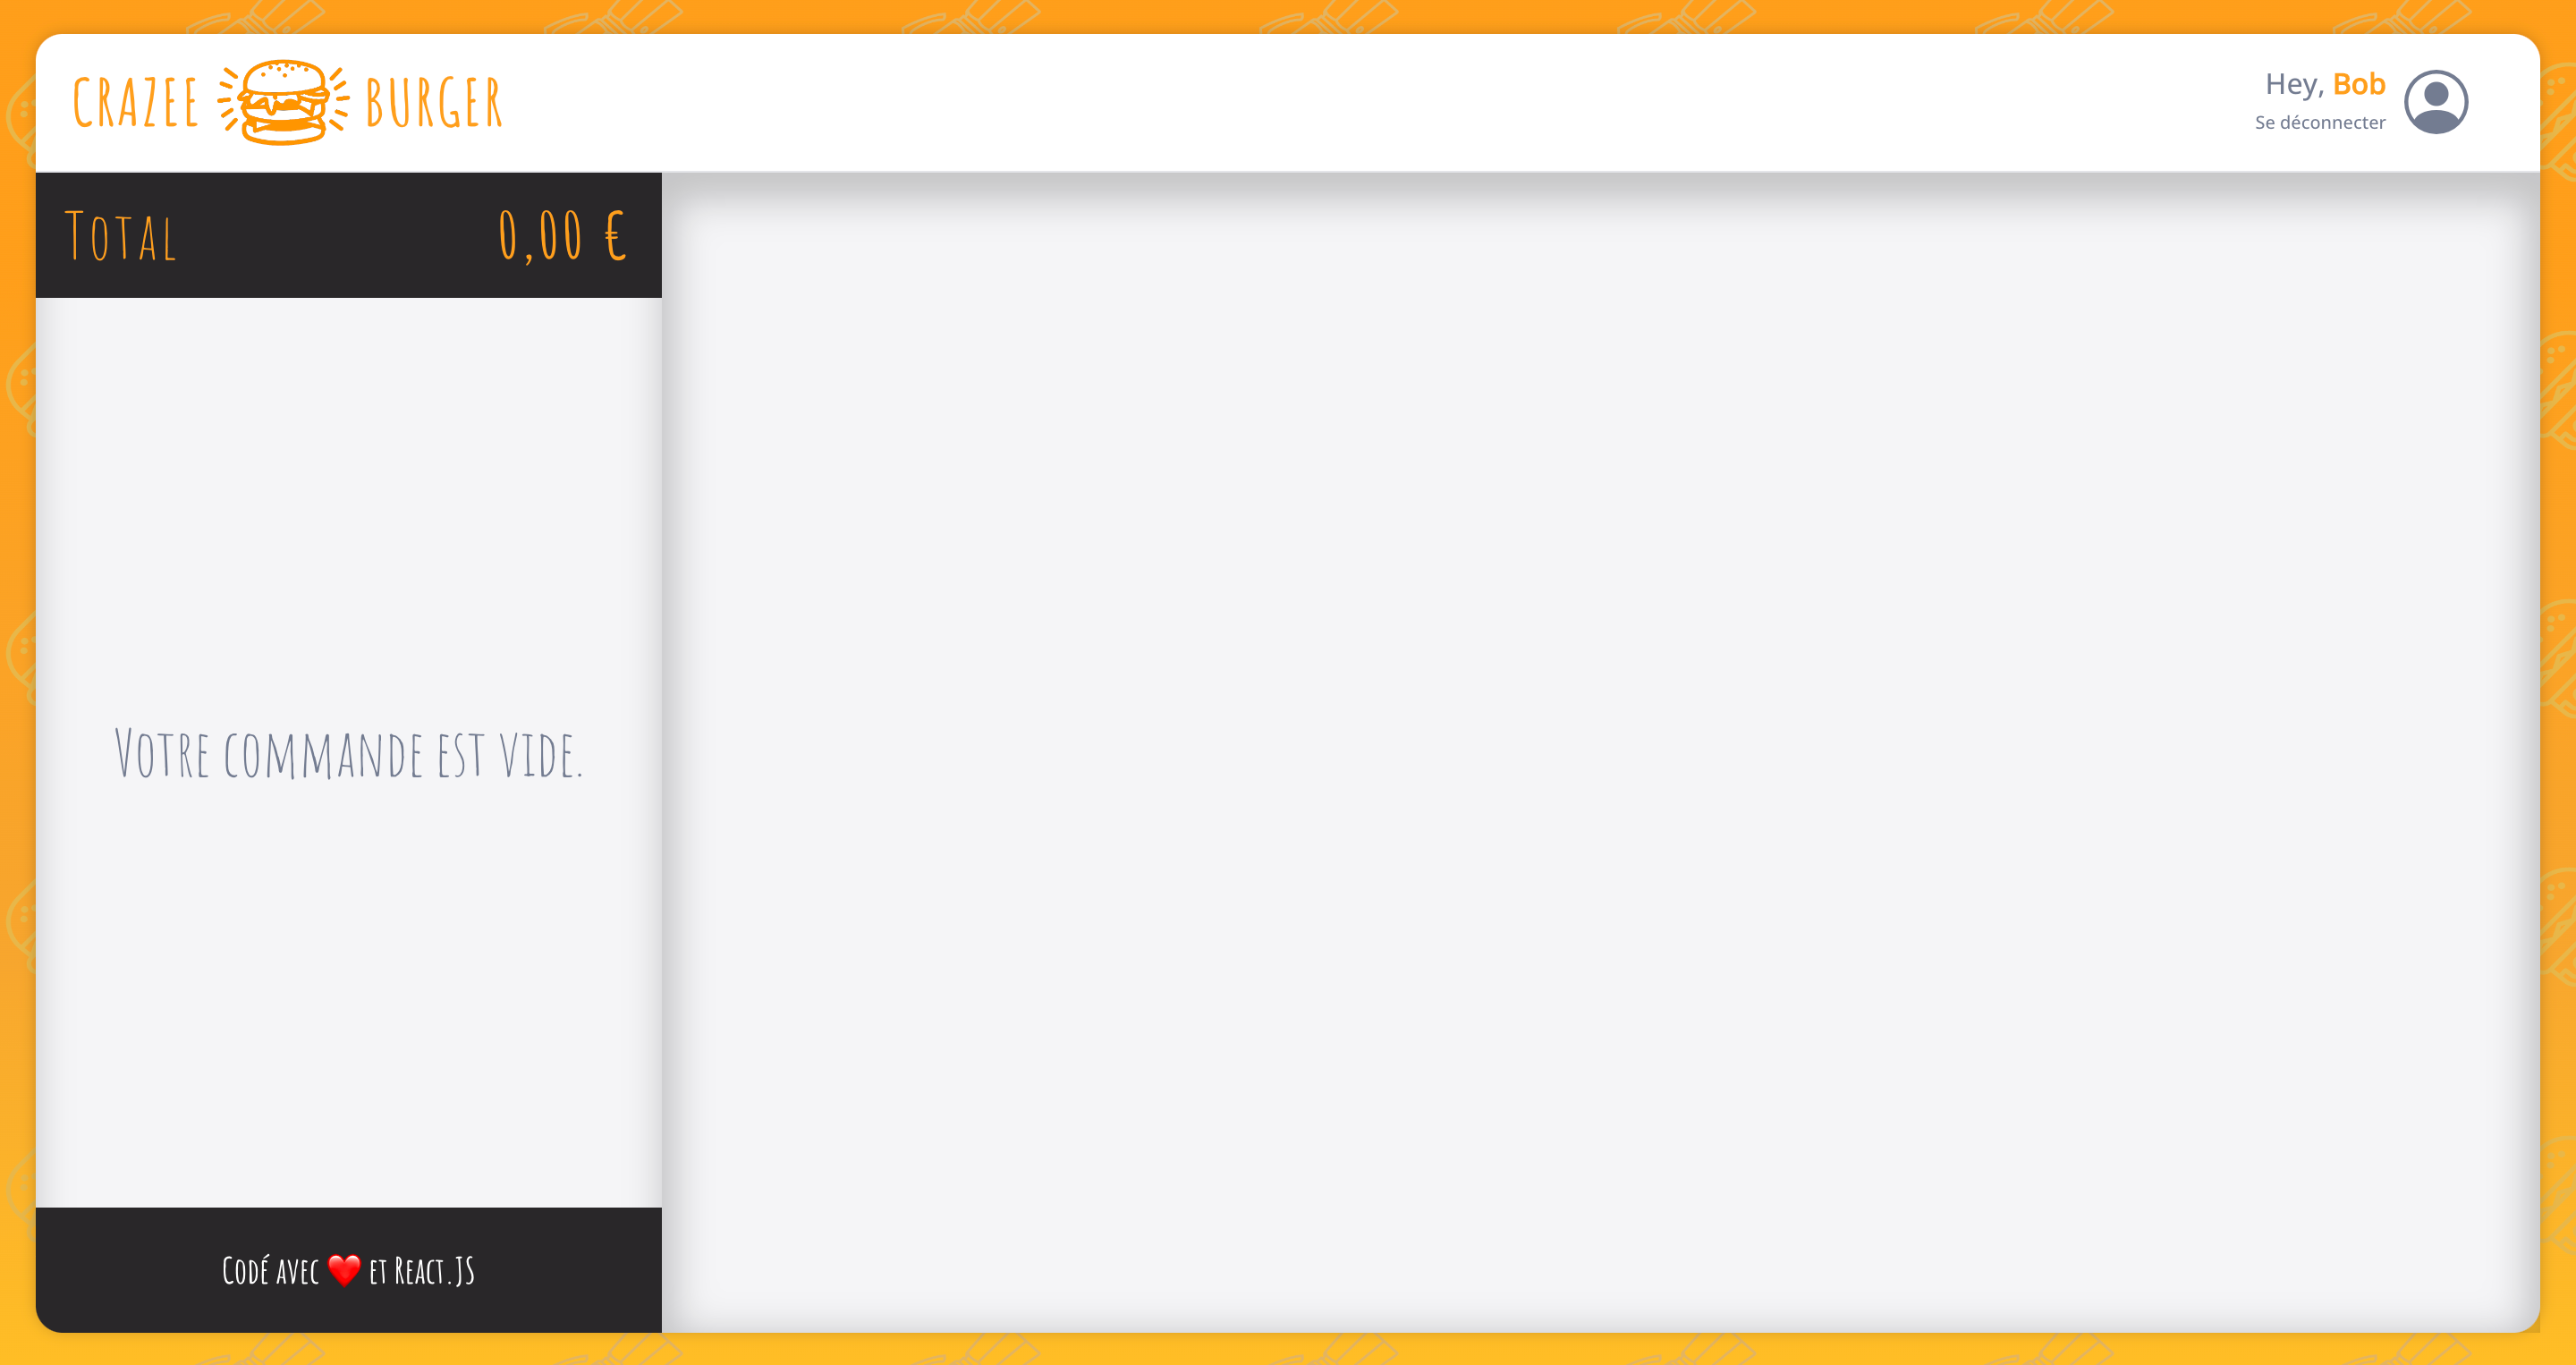 CRAZEE BURGER
Hey, Bob
Se déconnecter
Total 0,00 €
Votre commande est vide.
Codé avec ❤️ et React.JS